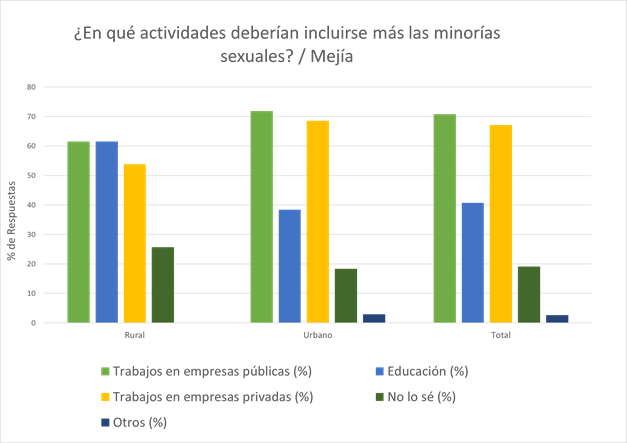 ¿En qué actividades deberían incluirse más las minorías
sexuales? / Mejía
80
70
60
50
40
30
20
10
0
% de Respuestas
Rural
Urbano
Total
Trabajos en empresas públicas (%)
Educación (%)
Trabajos en empresas privadas (%)
No lo sé (%)
Otros (%)